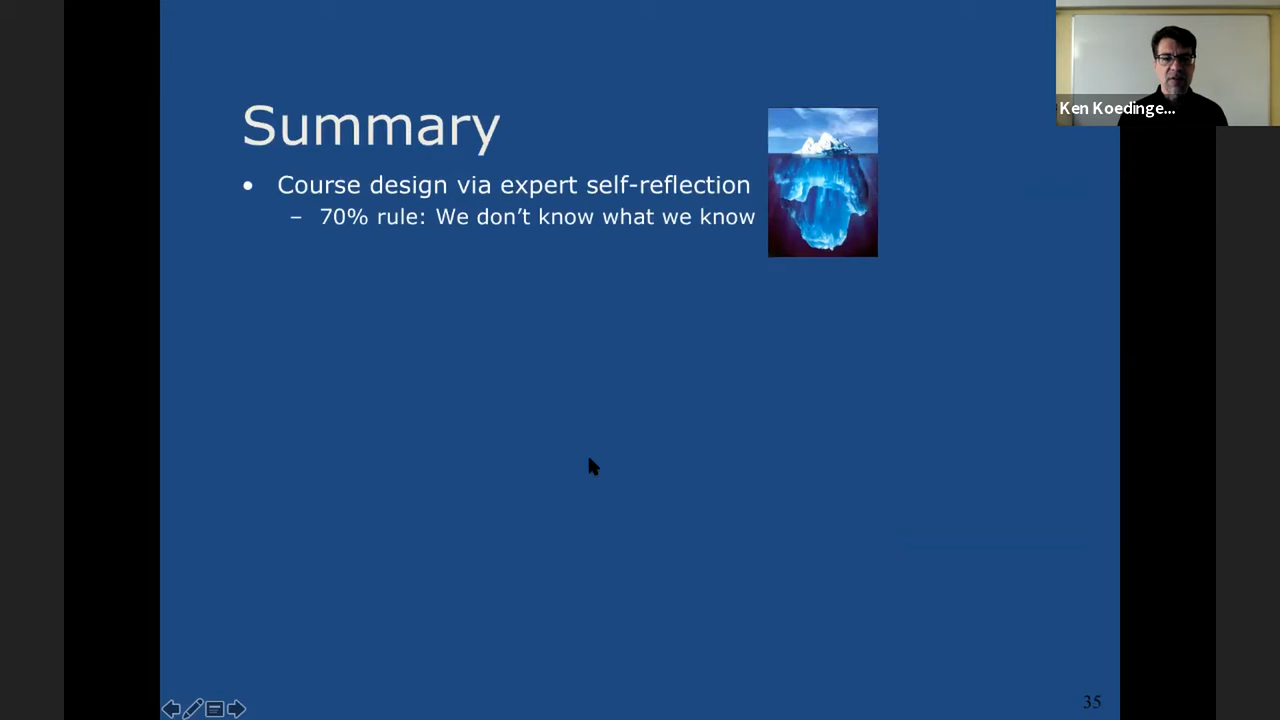 Summary
• Course design via expert self-reflection
– 70% rule: We don’t know what we know
Ken Koedinge...
35